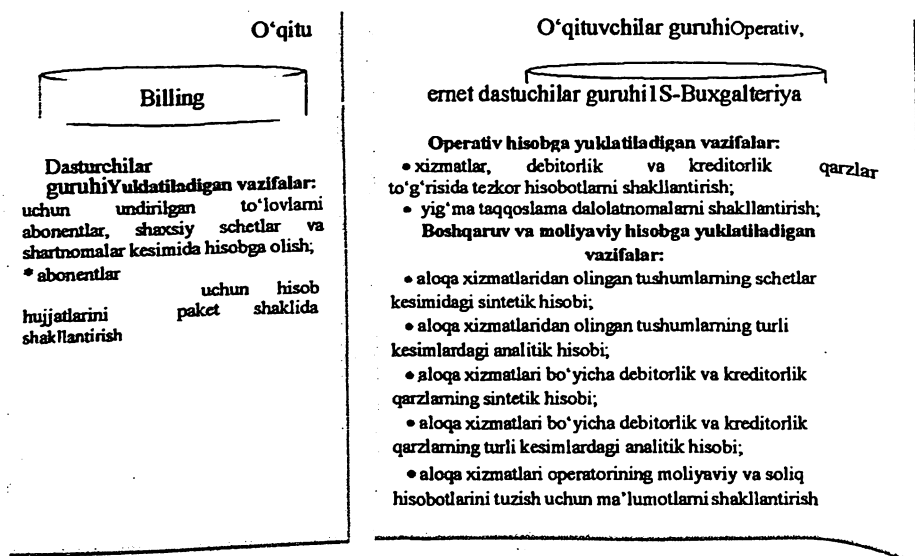 O‘qitu
Billing
Dasturchilar
guruhiYuklatiladigan vazifalar:
uchun undirilgan to‘lovlarni
abonentlar, shaxsiy schetlar va
shartnomalar kesimida hisobga olish;
* abonentlar
uchun hisob
hujjatlarini paket shaklida
shakllantirish
O‘qituvchilar guruhiOperativ,
ernet dastuchilar guruhi1S-Buxgalteriya
Operativ hisobga yuklatiladigan vazifalar:
• xizmatlar, debitorlik va kreditorlik qarzlar
to‘g‘risida tezkor hisobotlarni shakllantirish;
• yig‘ma taqqoslama dalolatnomalarni shakllantirish;
Boshqaruv va moliyaviy hisobga yuklatiladigan
vazifalar:
• aloqa xizmatlaridan olingan tushumlarning schetlar
kesimidagi sintetik hisobi;
• aloqa xizmatlaridan olingan tushumlarning turli
kesimlardagi analitik hisobi;
• aloqa xizmatlari bo‘yicha debitorlik va kreditorlik
qarzlarning sintetik hisobi;
• aloqa xizmatlari bo‘yicha debitorlik va kreditorlik
qarzlarning turli kesimlardagi analitik hisobi;
• aloqa xizmatlari operatorining moliyaviy va soliq
hisobotlarini tuzish uchun ma’lumotlarni shakllantirish